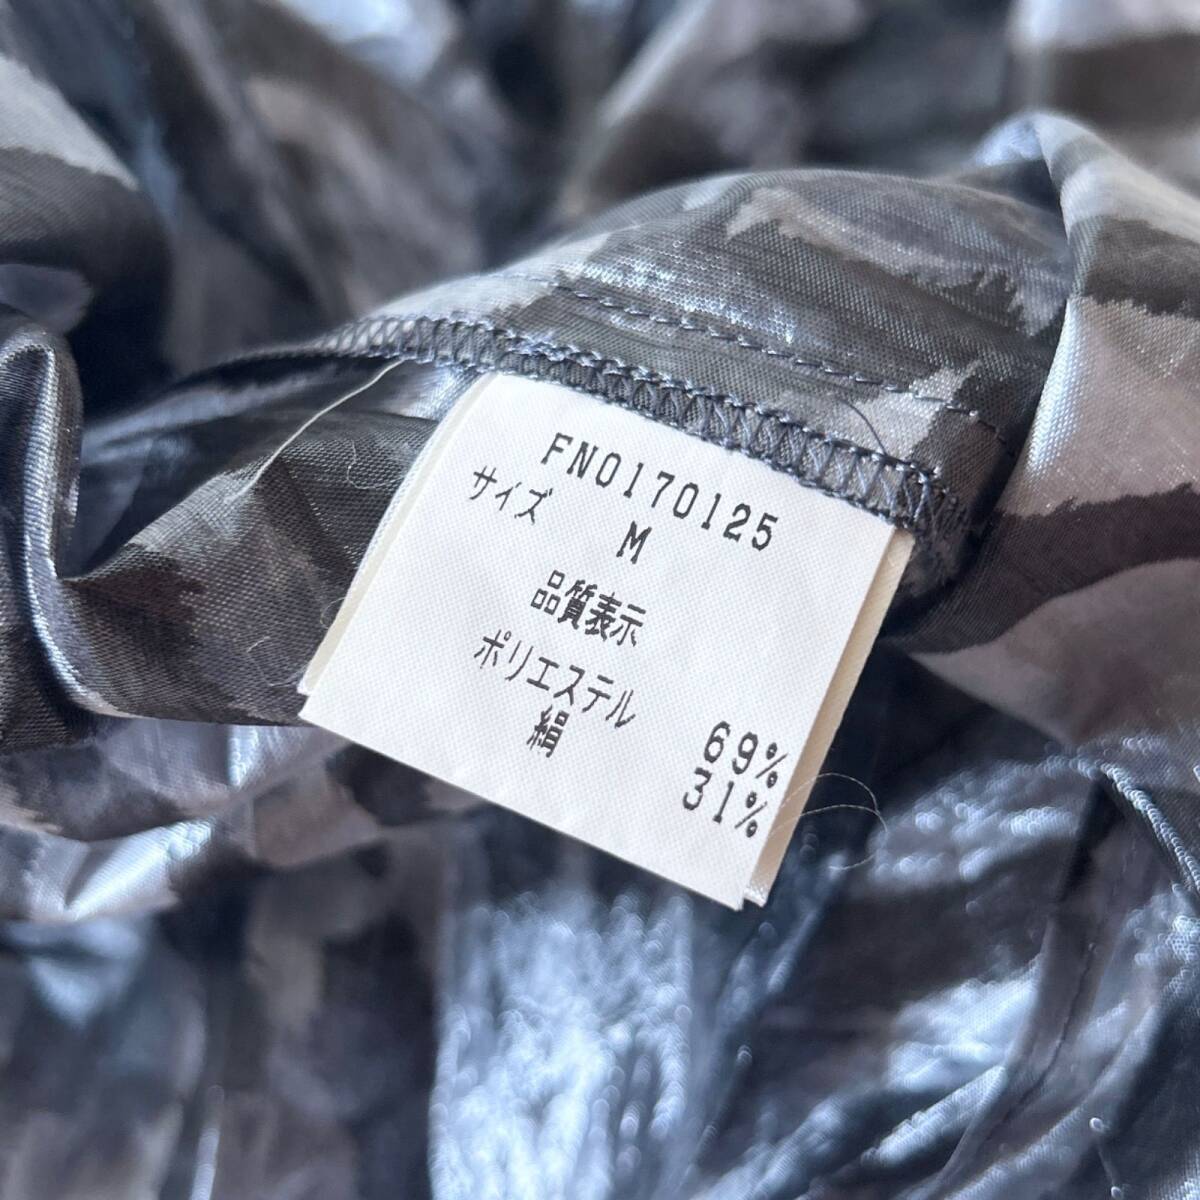 FN0170125
サイズ M
品質表示
ポリエステル 69%
絹 31%